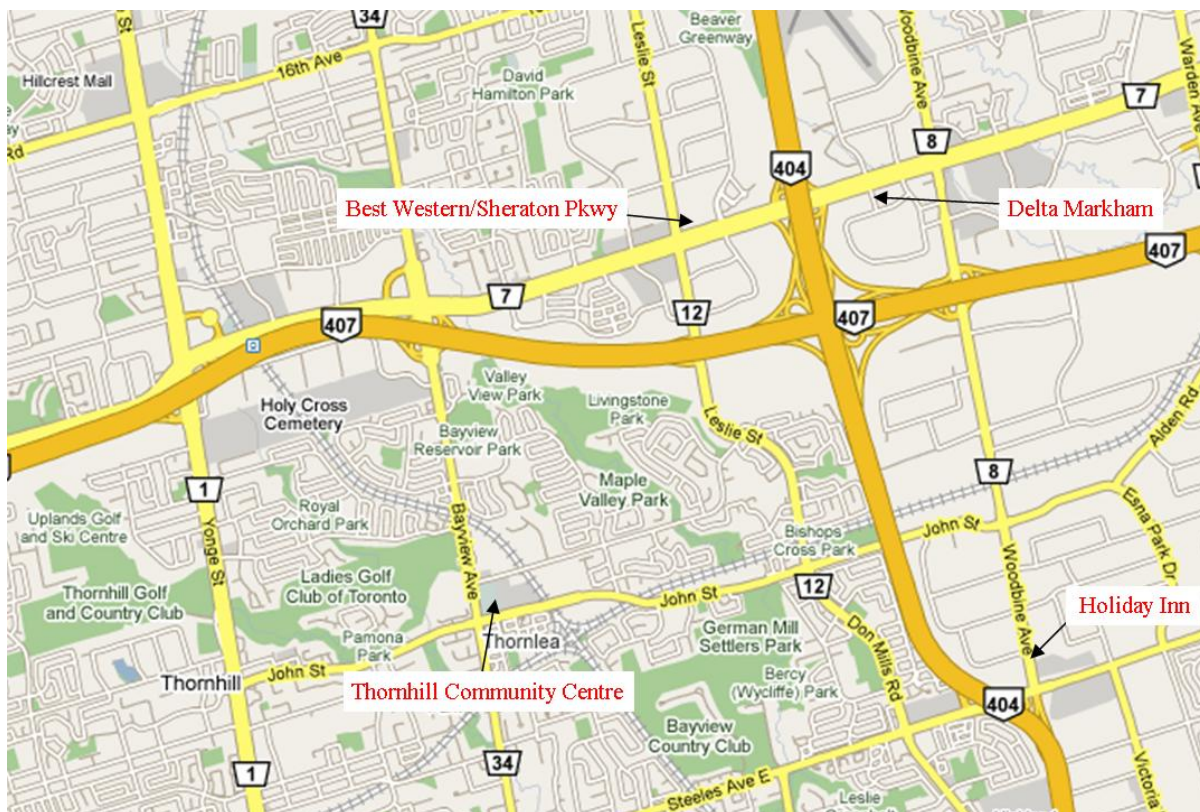 St
34
16th Ave
Hillcrest Mall
Rd
Leslie St
Beaver
Greenway
David
Hamilton Park
Woodbine Ave
Warden Ave
7
8
404
Best Western/Sheraton Pkwy
Delta Markham
407
7
407
12
407
Valley
View Park
Livingstone
Park
Holy Cross
Cemetery
Bayview
Reservoir Park
Leslie St
Alden Rd
1
8
Maple
Valley Park
Royal
Orchard Park
Uplands Golf
and Ski Centre
Yonge St
Bayview Ave
Bishops
Cross Park
John St
Esna Park Dr
Thornhill Golf
and Country Club
Ladies Golf
Club of Toronto
12
Woodbine Ave
John St
Holiday Inn
Pamona
Park
Thornlea
German Mill
Settlers Park
Don Mills Rd
John St
Thornhill
Thornhill Community Centre
Bercy
(Wycliffe) Park
404
Bayview
Country Club
1
34
Steeles Ave E
Leslie